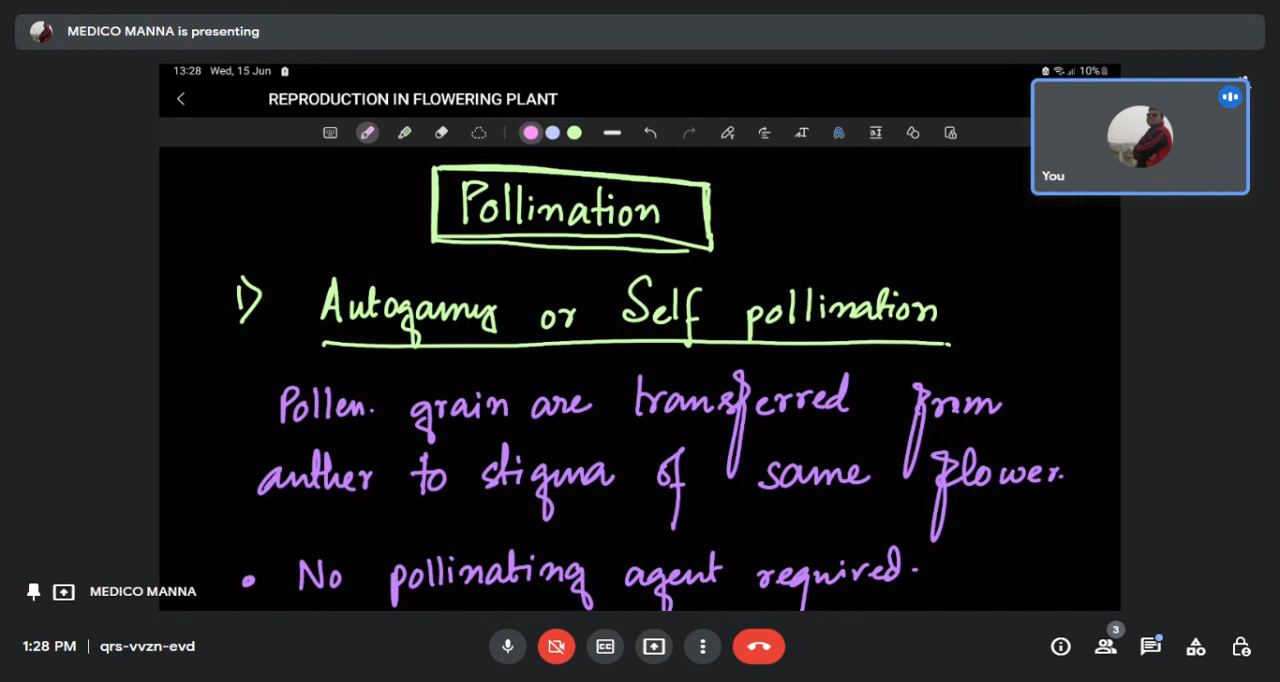 MEDICO MANNA is presenting
13:28 Wed, 15 Jun
10%
REPRODUCTION IN FLOWERING PLANT
You
Pollination
1) Autogamy or Self pollination
Pollen. grain are transferred from
anther to stigma of same flower.
• No pollinating agent required.
MEDICO MANNA
1:28 PM | qrs-vvzn-evd
CC
3